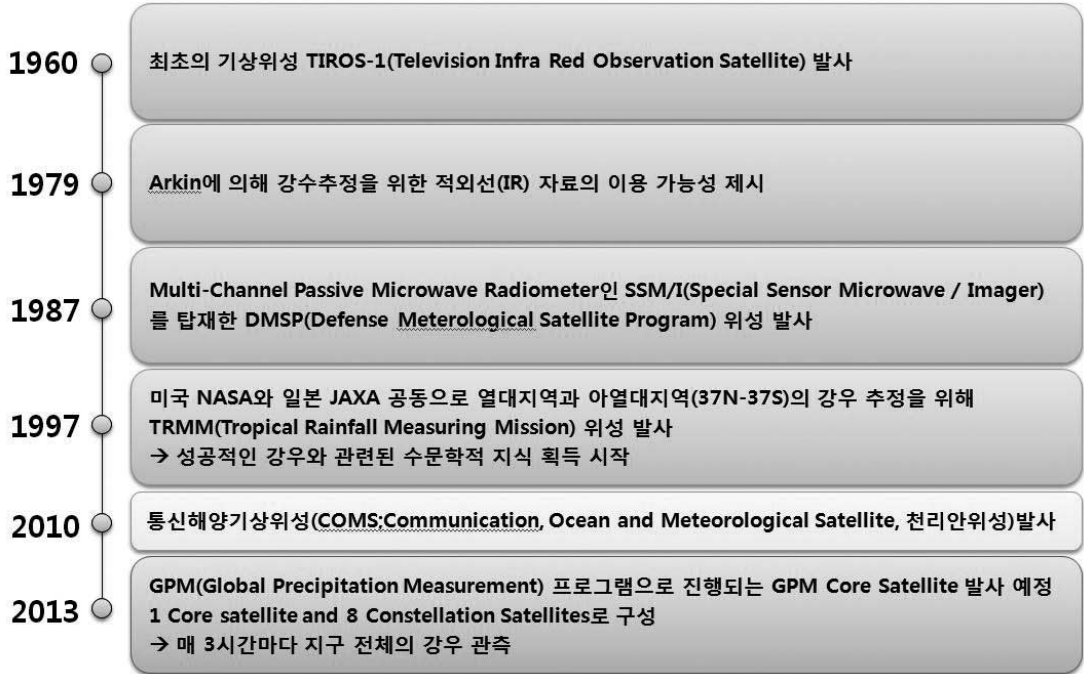 1960
최초의 기상위성 TIROS-1(Television Infra Red Observation Satellite) 발사
1979
Arkin에 의해 강수추정을 위한 적외선(IR) 자료의 이용 가능성 제시
1987
Multi-Channel Passive Microwave Radiometer인 SSM/I(Special Sensor Microwave / Imager)
를 탑재한 DMSP(Defense Meterological Satellite Program) 위성 발사
1997
미국 NASA와 일본 JAXA 공동으로 열대지역과 아열대지역(37N-37S)의 강우 추정을 위해
TRMM(Tropical Rainfall Measuring Mission) 위성 발사
→ 성공적인 강우와 관련된 수문학적 지식 획득 시작
2010
통신해양기상위성(COMS;Communication, Ocean and Meteorological Satellite, 천리안위성)발사
2013
GPM(Global Precipitation Measurement) 프로그램으로 진행되는 GPM Core Satellite 발사 예정
1 Core satellite and 8 Constellation Satellites로 구성
→ 매 3시간마다 지구 전체의 강우 관측